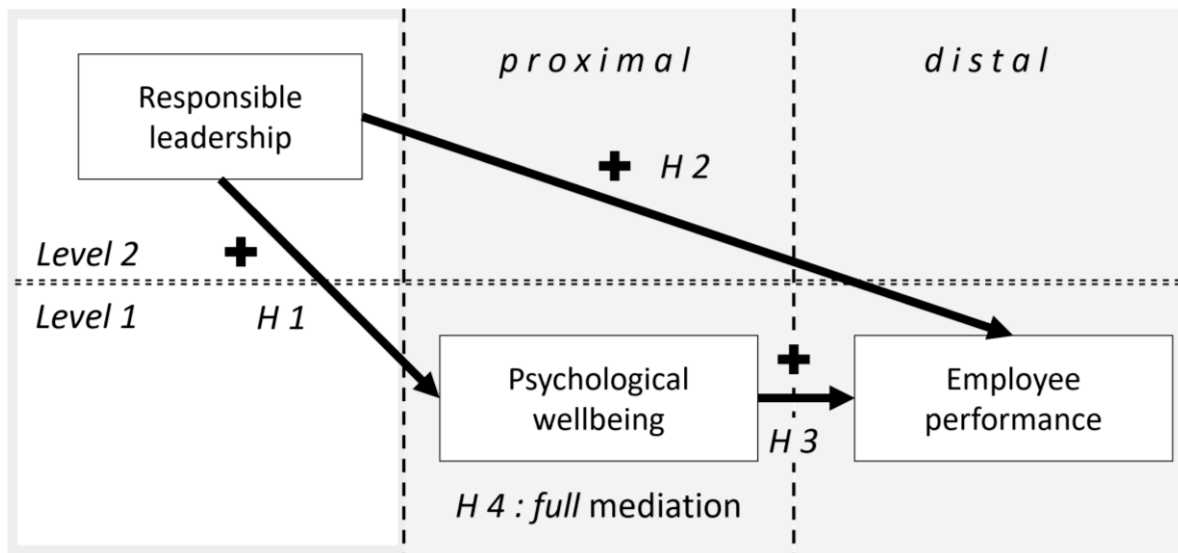 proximal
distal
Responsible
leadership
H 2
Level 2
Level 1
H 1
Psychological
wellbeing
Employee
performance
H 3
H 4 : full mediation